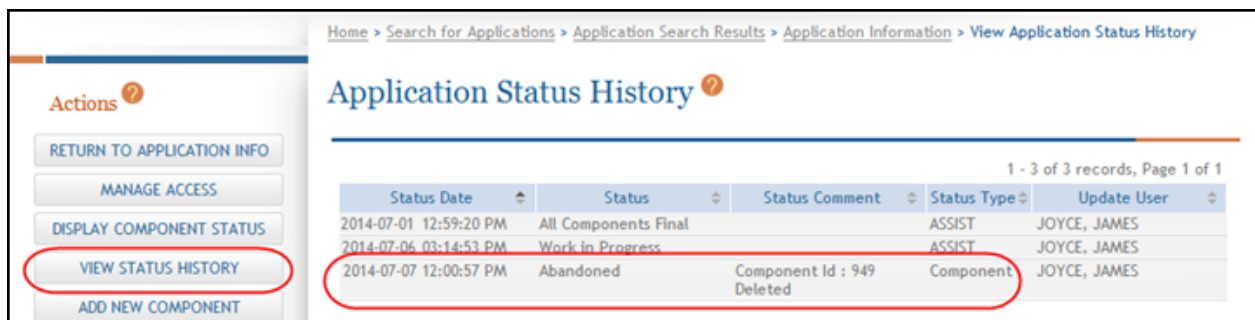 Home > Search for Applications > Application Search Results > Application Information > View Application Status History
Actions ?
RETURN TO APPLICATION INFO
MANAGE ACCESS
DISPLAY COMPONENT STATUS
VIEW STATUS HISTORY
ADD NEW COMPONENT
Application Status History ?
1 - 3 of 3 records, Page 1 of 1
Status Date Status Status Comment Status Type Update User
2014-07-01 12:59:20 PM All Components Final ASSIST JOYCE, JAMES
2014-07-06 03:14:53 PM Work in Progress ASSIST JOYCE, JAMES
2014-07-07 12:00:57 PM Abandoned Component Id : 949 Component JOYCE, JAMES
Deleted